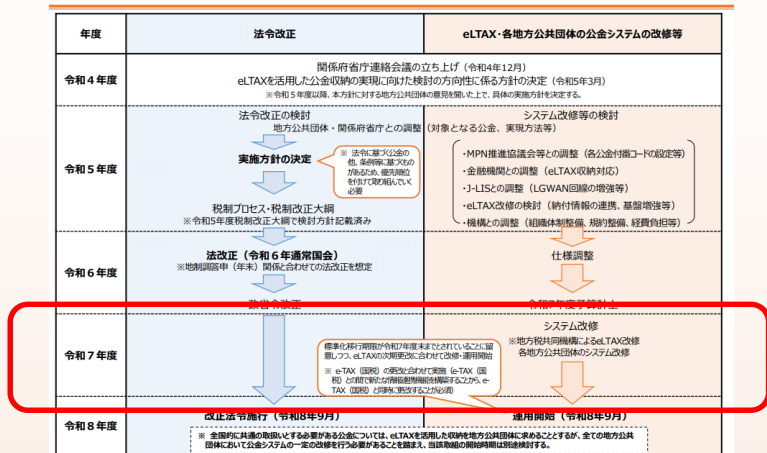 年度
法令改正
eLTAX・各地方公共団体の公金システムの改修等
令和４年度
関係府省庁連絡会議の立ち上げ（令和4年12月）
eLTAXを活用した公金収納の実現に向けた検討の方向性に係る方針の決定（令和5年3月）
※令和５年度以降、本方針に対する地方公共団体の意見を聞いた上で、具体の実施方針を決定する。
令和５年度
法令改正の検討
システム改修等の検討
地方公共団体・関係府省庁との調整（対象となる公金、実現方法等）
実施方針の決定
※ 法令に基づく公金の
他、条例等に基づくもの
があるため、優先順位
を付けて取り組んでいく
必要
・MPN推進協議会等との調整（各公金付番コードの設定等）
・金融機関との調整（eLTAX収納対応）
・J-LISとの調整（LGWAN回線の増強等）
・eLTAX改修の検討（納付情報の連携、基盤増強等）
・機構との調整（組織体制整備、規約整備、経費負担等）
税制プロセス・税制改正大綱
※令和5年度税制改正大綱で検討方針記載済み
令和６年度
法改正（令和６年通常国会）
※地制調答申（年末）関係と合わせての法改正を想定
仕様調整
政省令改正
令和7年度予算計上
令和７年度
システム改修
※地方税共同機構によるeLTAX改修
各地方公共団体のシステム改修
標準化移行期限が令和7年度末までとされていることに留
意しつつ、eLTAXの次期更改に合わせて改修・運用開始
※ e-TAX（国税）の更改と合わせて実施（e-TAX（国
税）との間で新たな情報連携機能を構築することから、e-
TAX（国税）と同時に更改することが必須）
令和８年度
改正法令施行（令和8年9月）
運用開始（令和8年9月）
※ 全国的に共通の取扱いとする必要がある公金については、eLTAXを活用した収納を地方公共団体に求めることとするが、全ての地方公共
団体において公金システムの一定の改修を行う必要があることを踏まえ、当該取組の開始時期は別途検討する。